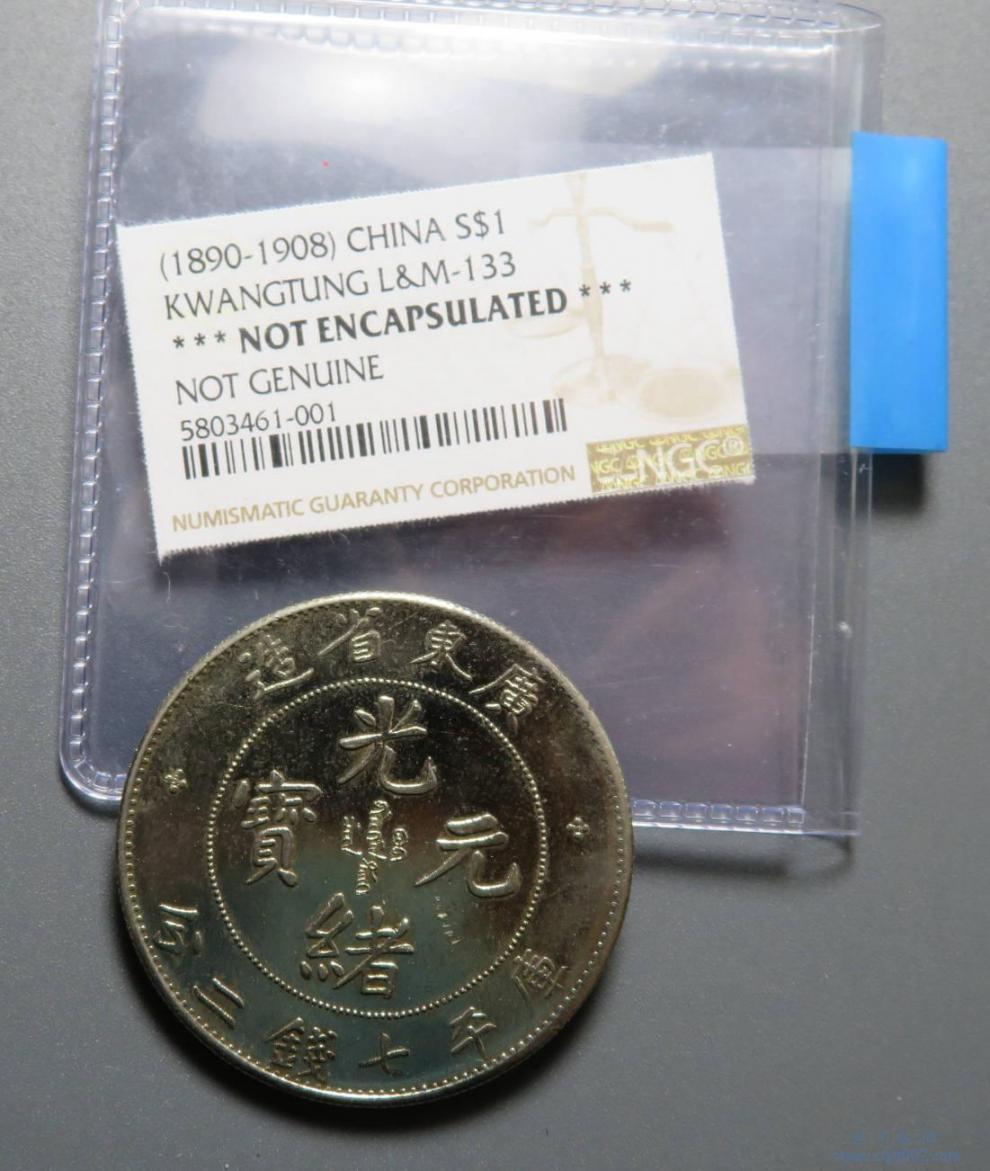 (1890-1908) CHINA S$1
KWANGTUNG L&M-133
*** NOT ENCAPSULATED ***
NOT GENUINE
5803461-001
NUMISMATIC GUARANTY CORPORATION
NGC®
造省東廣
光
寶 元
緒
庫平七錢二分